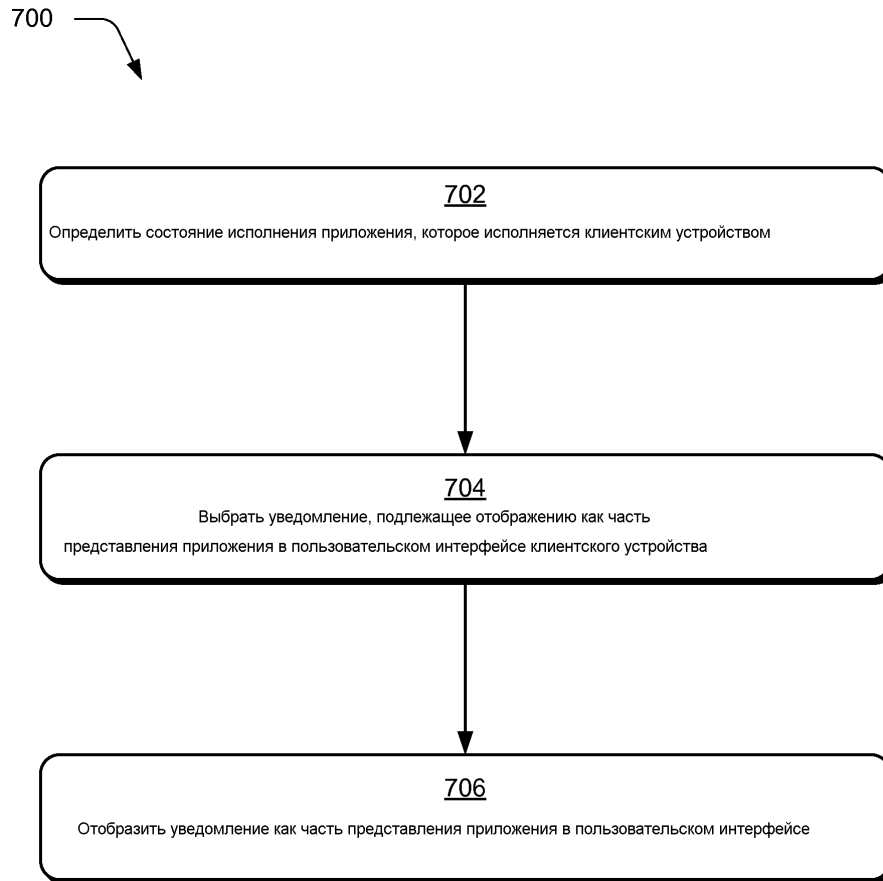 700
702
Определить состояние исполнения приложения, которое исполняется клиентским устройством
704
Выбрать уведомление, подлежащее отображению как часть
представления приложения в пользовательском интерфейсе клиентского устройства
706
Отобразить уведомление как часть представления приложения в пользовательском интерфейсе